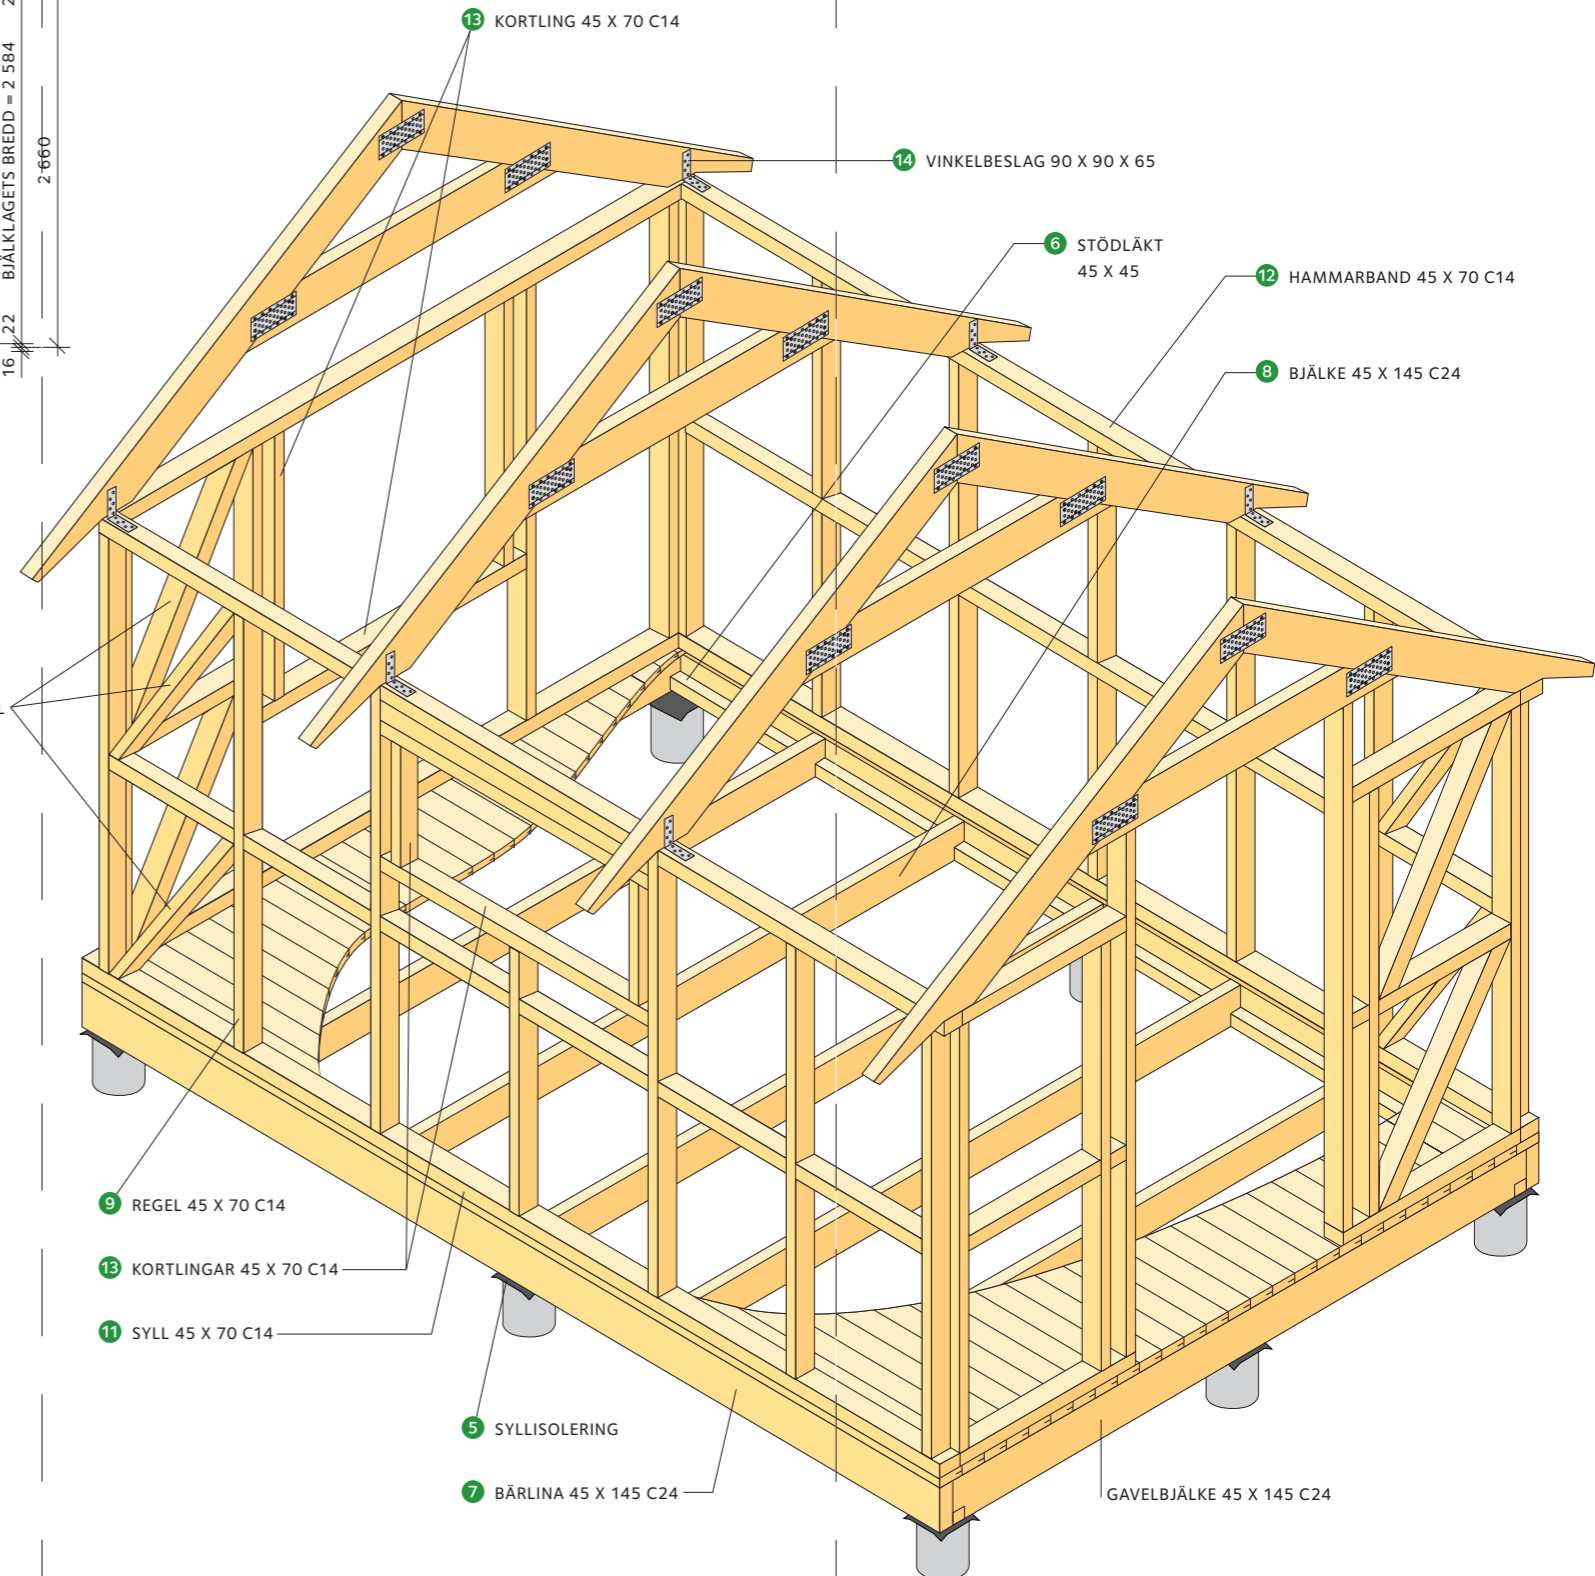 13 KORTLING 45 X 70 C14
BJÄLKLAGETS BREDD = 2 584
2 660
22
16
14 VINKELBESLAG 90 X 90 X 65
6 STÖDLÄKT
45 X 45
12 HAMMARBAND 45 X 70 C14
8 BJÄLKE 45 X 145 C24
9 REGEL 45 X 70 C14
13 KORTLINGAR 45 X 70 C14
11 SYLL 45 X 70 C14
5 SYLLISOLERING
7 BÄRLINA 45 X 145 C24
GAVELBJÄLKE 45 X 145 C24